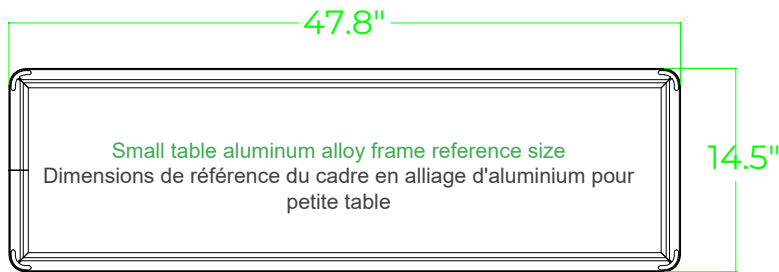 47.8"
Small table aluminum alloy frame reference size
14.5"
Dimensions de référence du cadre en alliage d'aluminium pour
petite table